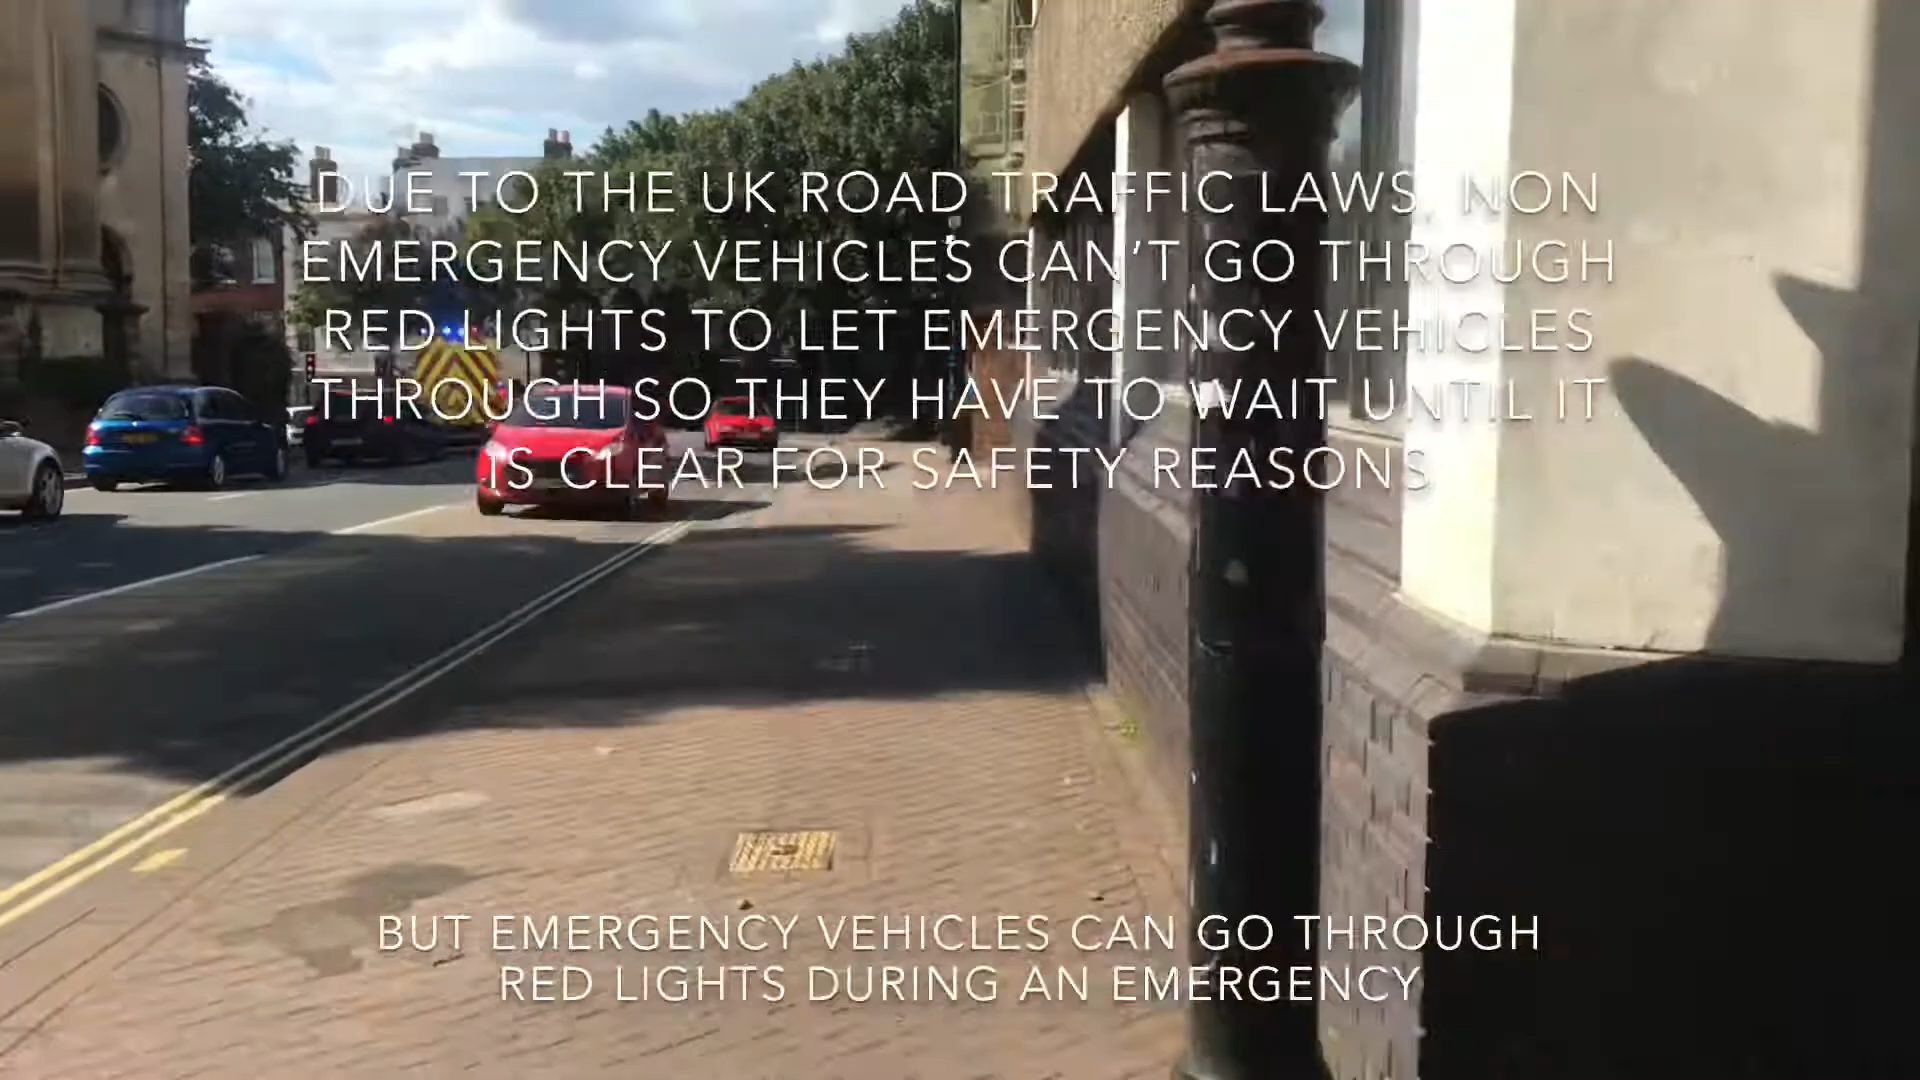 DUE TO THE UK ROAD TRAFFIC LAWS, NON
EMERGENCY VEHICLES CAN'T GO THROUGH
RED LIGHTS TO LET EMERGENCY VEHICLES
THROUGH SO THEY HAVE TO WAIT UNTIL IT
IS CLEAR FOR SAFETY REASONS
BUT EMERGENCY VEHICLES CAN GO THROUGH
RED LIGHTS DURING AN EMERGENCY